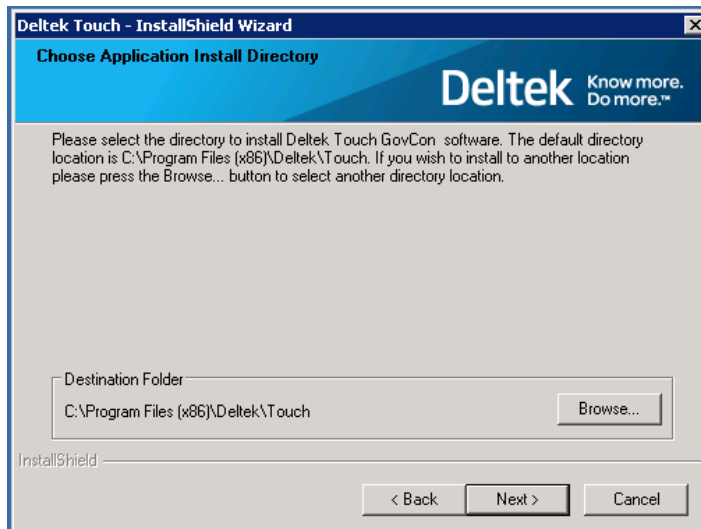 Deltek Touch - InstallShield Wizard
Choose Application Install Directory
Deltek Know more.
Do more.™
Please select the directory to install Deltek Touch GovCon software. The default directory
location is C:\Program Files (x86)\Deltek\Touch. If you wish to install to another location
please press the Browse... button to select another directory location.
Destination Folder
C:\Program Files (x86)\Deltek\Touch
Browse...
InstallShield
< Back
Next >
Cancel